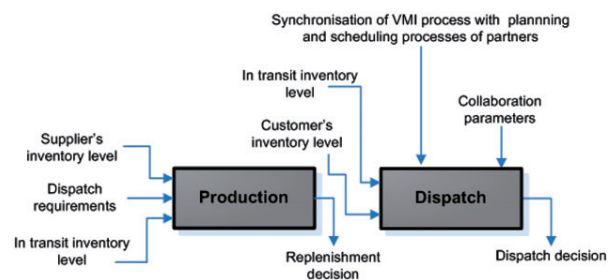 Synchronisation of VMI process with plannning
and scheduling processes of partners
In transit inventory
level
Collaboration
parameters
Supplier's
inventory level
Customer's
inventory level
Dispatch
requirements
Production
Dispatch
In transit inventory
level
Replenishment
decision
Dispatch decision